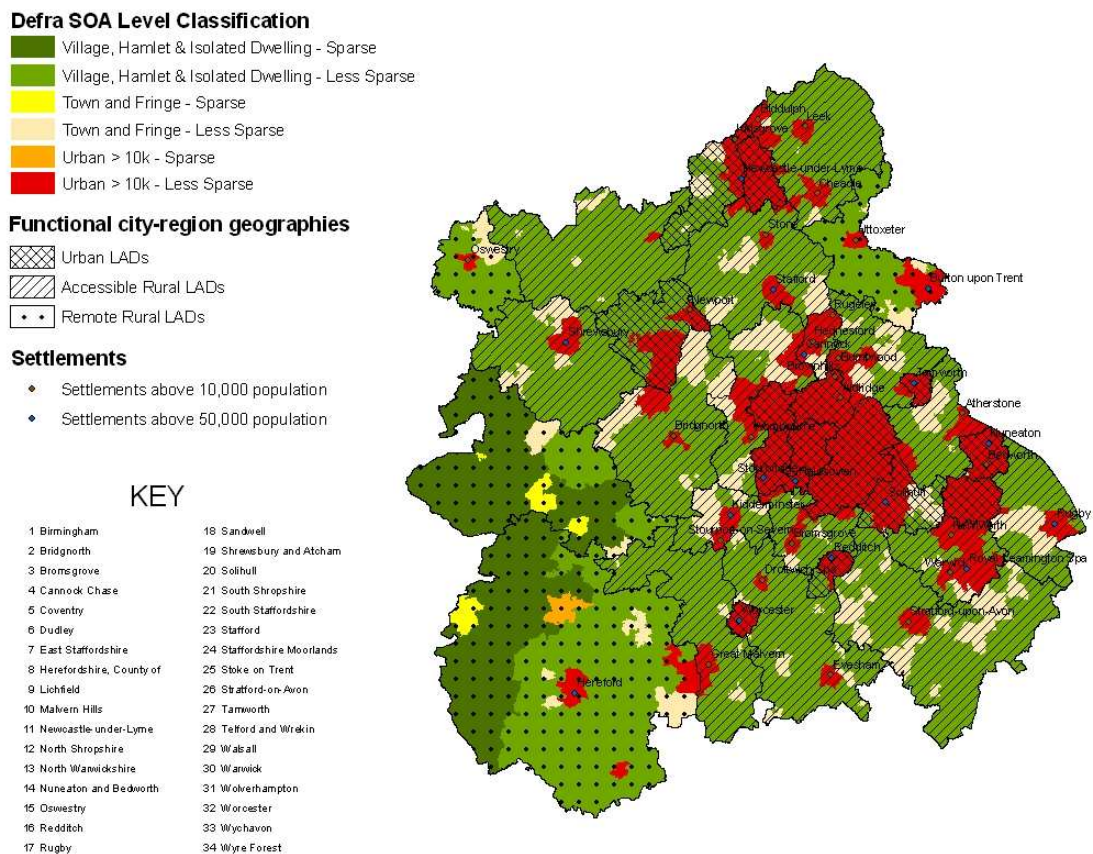 Defra SOA Level Classification
Village, Hamlet & Isolated Dwelling - Sparse
Village, Hamlet & Isolated Dwelling - Less Sparse
Town and Fringe - Sparse
Town and Fringe - Less Sparse
Urban > 10k - Sparse
Urban > 10k - Less Sparse
Functional city-region geographies
Urban LADs
Accessible Rural LADs
Remote Rural LADs
Settlements
Settlements above 10,000 population
Settlements above 50,000 population
KEY
1 Birmingham
2 Bridgnorth
3 Bromsgrove
4 Cannock Chase
5 Coventry
6 Dudley
7 East Staffordshire
8 Herefordshire, County of
9 Lichfield
10 Malvern Hills
11 Newcastle-under-Lyme
12 North Shropshire
13 North Warwickshire
14 Nuneaton and Bedworth
15 Oswestry
16 Redditch
17 Rugby
18 Sandwell
19 Shrewsbury and Atcham
20 Solihull
21 South Shropshire
22 South Staffordshire
23 Stafford
24 Staffordshire Moorlands
25 Stoke on Trent
26 Stratford-on-Avon
27 Tamworth
28 Telford and Wrekin
29 Walsall
30 Warwick
31 Wolverhampton
32 Worcester
33 Wychavon
34 Wyre Forest
Biddulph
Leek
Newcastle-under-Lyme
Cheadle
Stone
Uttoxeter
Oswestry
Stafford
Burton upon Trent
Newport
Rugeley
Shrewsbury
Hednesford
Cannock
Burntwood
Tamworth
Aldridge
Atherstone
Bridgnorth
Nuneaton
Bedworth
Halesowen
Solihull
Kidderminster
Rugby
Stourport-on-Severn
Bromsgrove
Kenilworth
Redditch
Warwick
Royal Leamington Spa
Droitwich Spa
Worcester
Stratford-upon-Avon
Great Malvern
Evesham
Hereford